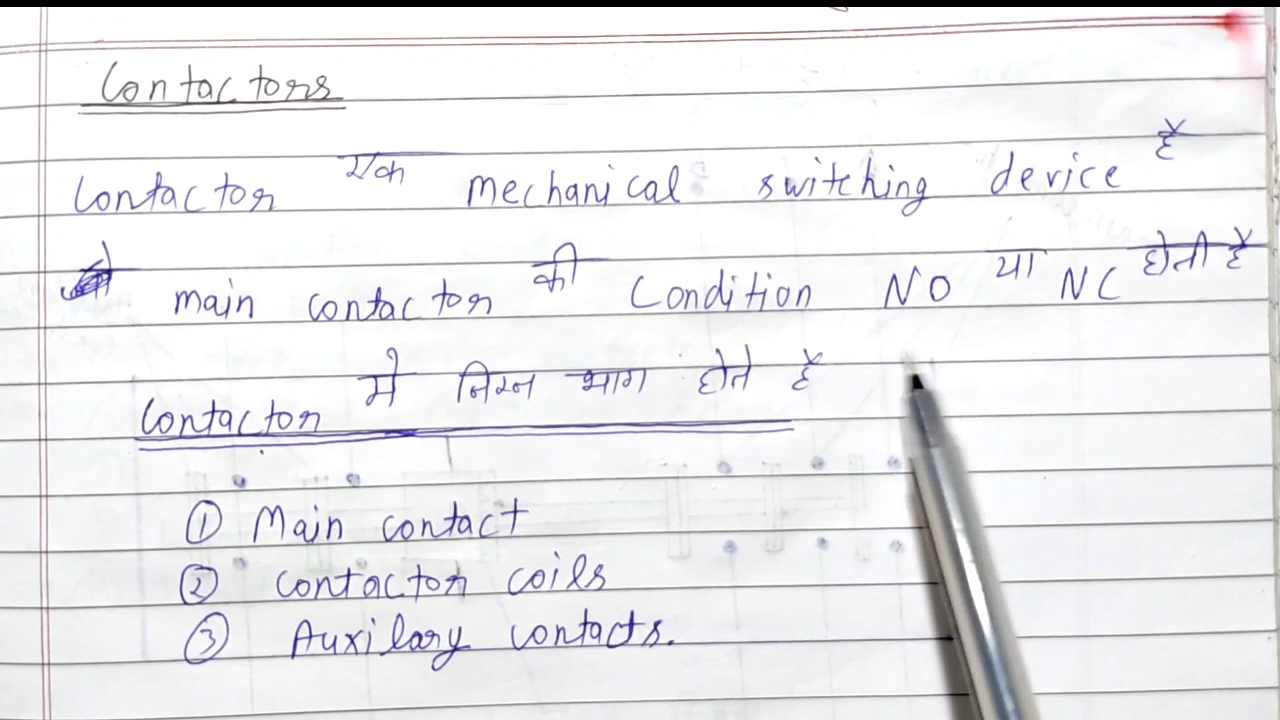 Contactors
Contactor एक mechanical switching device है
main contactor की Condition NO या NC होती है
Contactor मे निम्न भाग होते है
① Main contact
② contactor coils
③ Auxilary contacts.